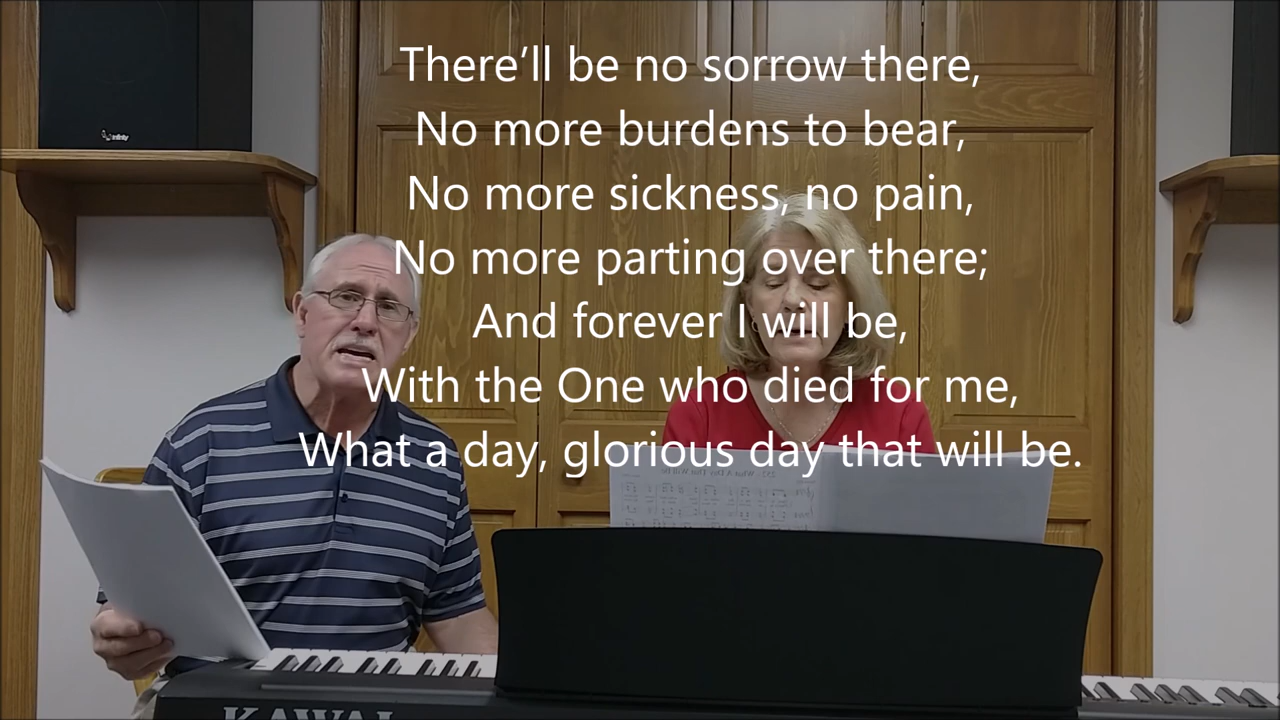 infinity
There’ll be no sorrow there,
No more burdens to bear,
No more sickness, no pain,
No more parting over there;
And forever I will be,
With the One who died for me,
What a day, glorious day that will be.
KAWAI